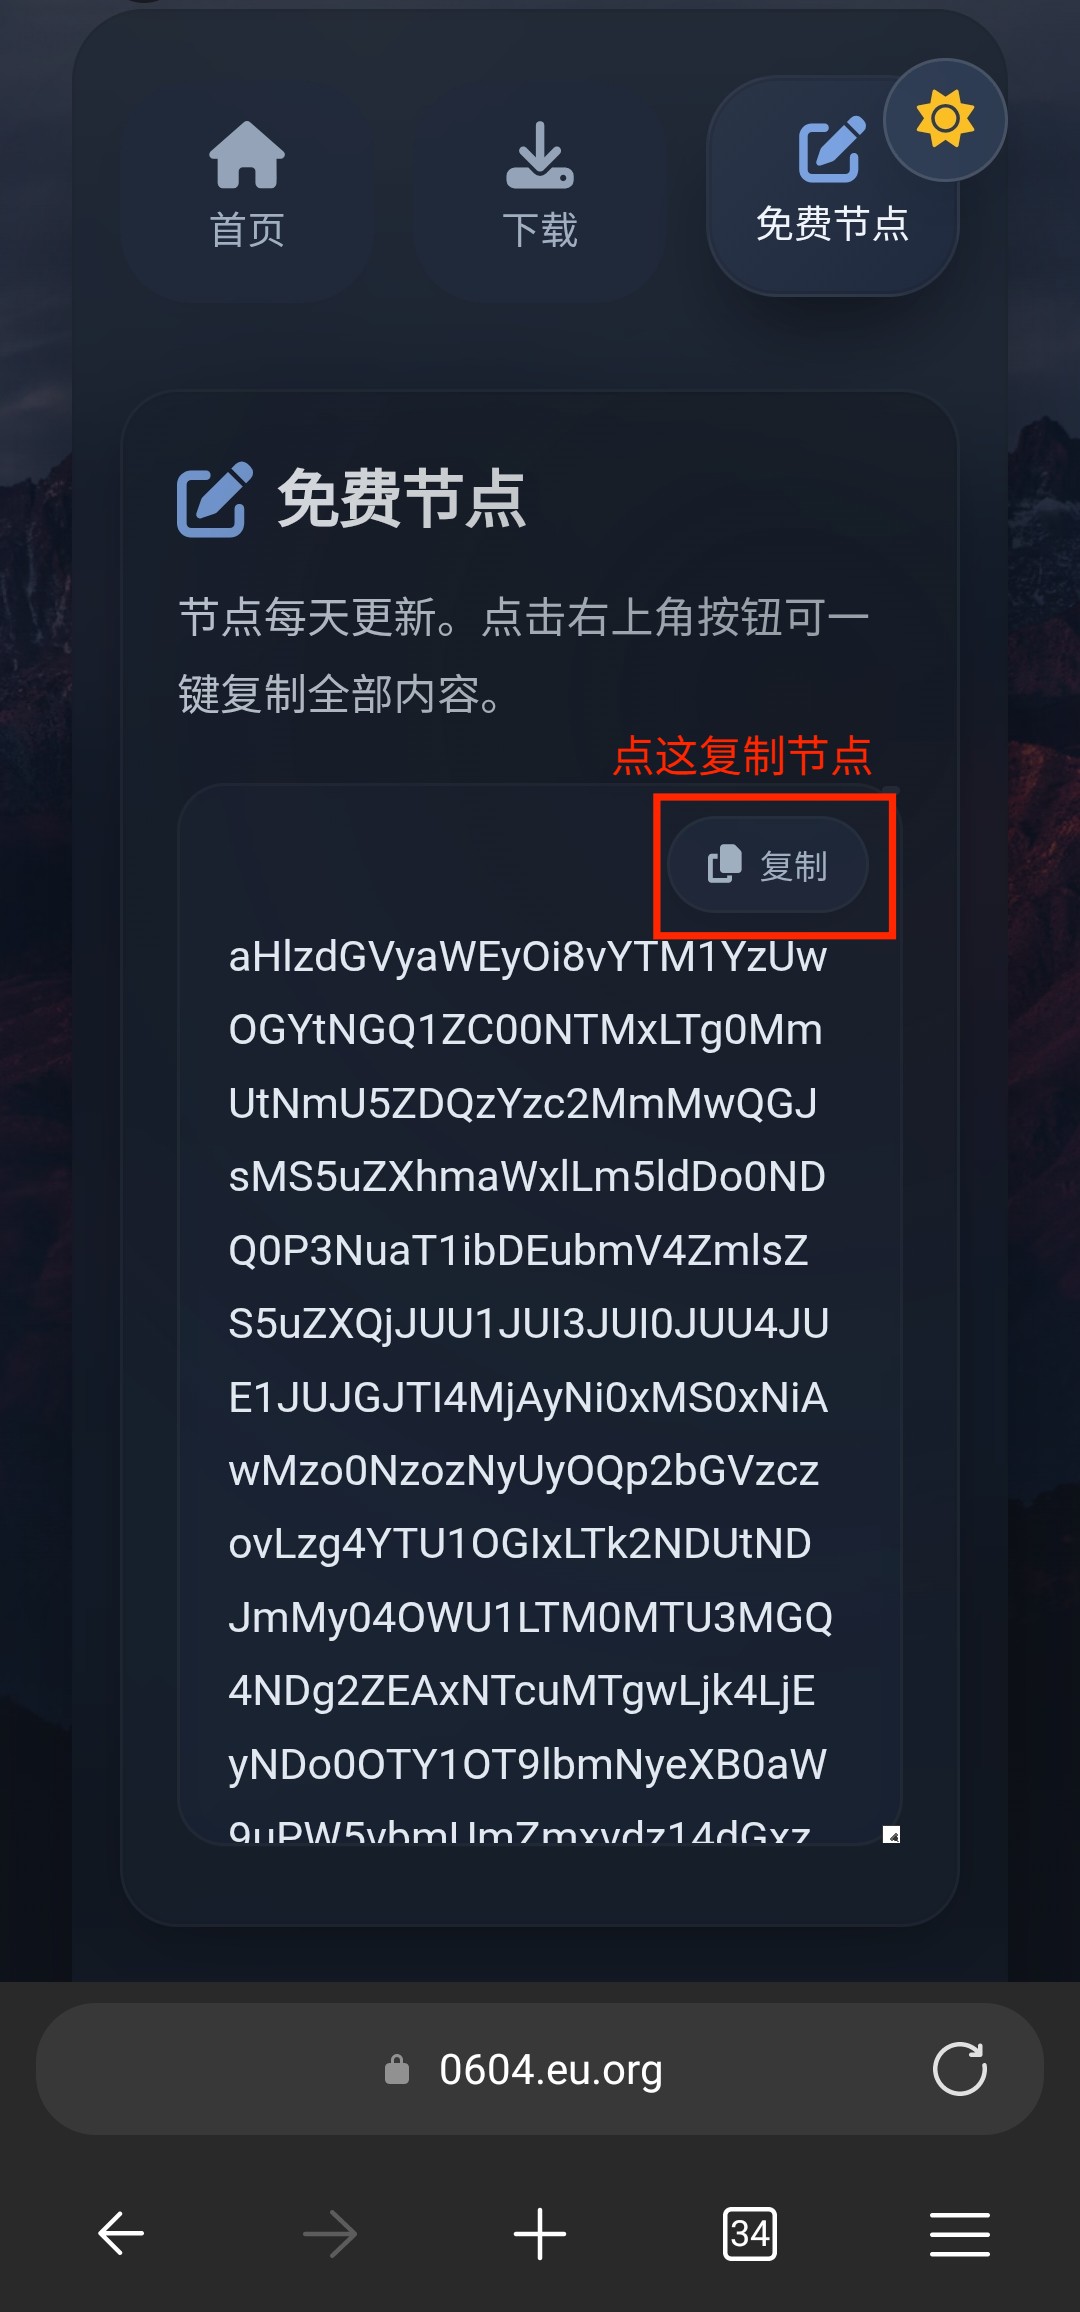 首页
下载
免费节点
免费节点
节点每天更新。点击右上角按钮可一
键复制全部内容。
点这复制节点
复制
aHlzdGVyaWEyOi8vYTM1YzUw
OGYtNGQ1ZC00NTMxLTg0Mm
UtNmU5ZDQzYzc2MmMwQGJ
sMS5uZXhmaWxlLm5ldDo0ND
Q0P3NuaT1ibDEubmV4ZmlsZ
S5uZXQjJUU1JUI3JUI0JUU4JU
E1JUJGJTI4MjAyNi0xMS0xNiA
wMzo0NzozNyUyOQp2bGVzcz
ovLzg4YTU1OGIxLTk2NDUtND
JmMy04OWU1LTM0MTU3MGQ
4NDg2ZEAxNTcuMTgwLjk4LjE
yNDo0OTY1OT9lbmNyeXB0aW
9uPW5vbmUmZmxvdz14dGxz
0604.eu.org
34